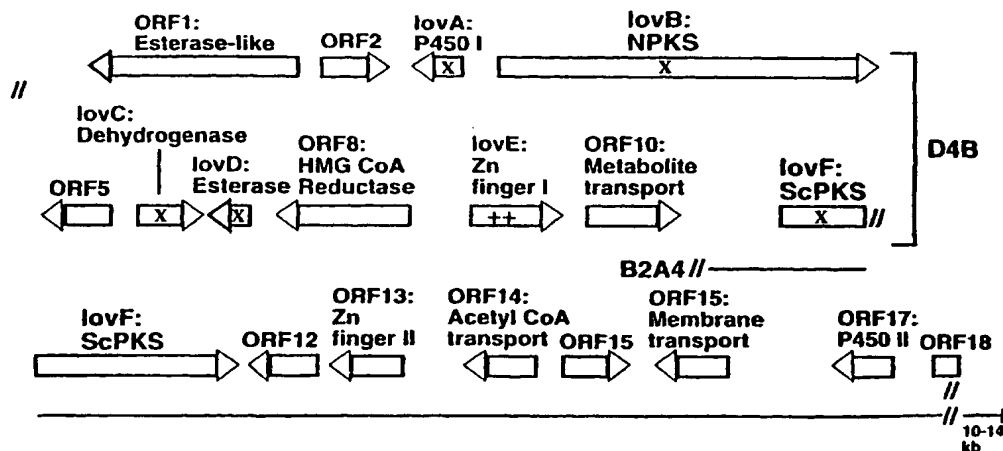 ORF1:
Esterase-like
ORF2
lovA:
P450 I
lovB:
NPKS
X
X
//
lovC:
Dehydrogenase
lovD:
Esterase
ORF8:
HMG CoA
Reductase
lovE:
Zn
finger I
ORF10:
Metabolite
transport
lovF:
ScPKS
D4B
ORF5
X
X
++
X
//
B2A4 //
lovF:
ScPKS
ORF12
ORF13:
Zn
finger II
ORF14:
Acetyl CoA
transport
ORF15
ORF15:
Membrane
transport
ORF17:
P450 II
ORF18
//
//
10-14
kb